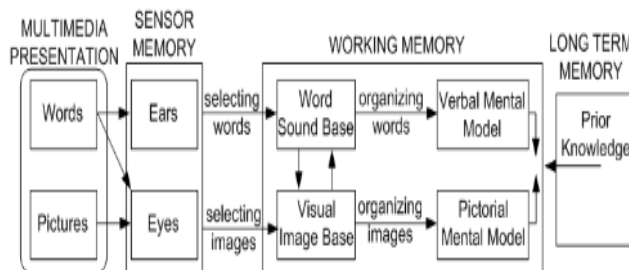 MULTIMEDIA
PRESENTATION
SENSOR
MEMORY
WORKING MEMORY
LONG TERM
MEMORY
Words
Ears
selecting
words
Word
Sound Base
organizing
words
Verbal Mental
Model
Prior
Knowledge
Pictures
Eyes
selecting
images
Visual
Image Base
organizing
images
Pictorial
Mental Model